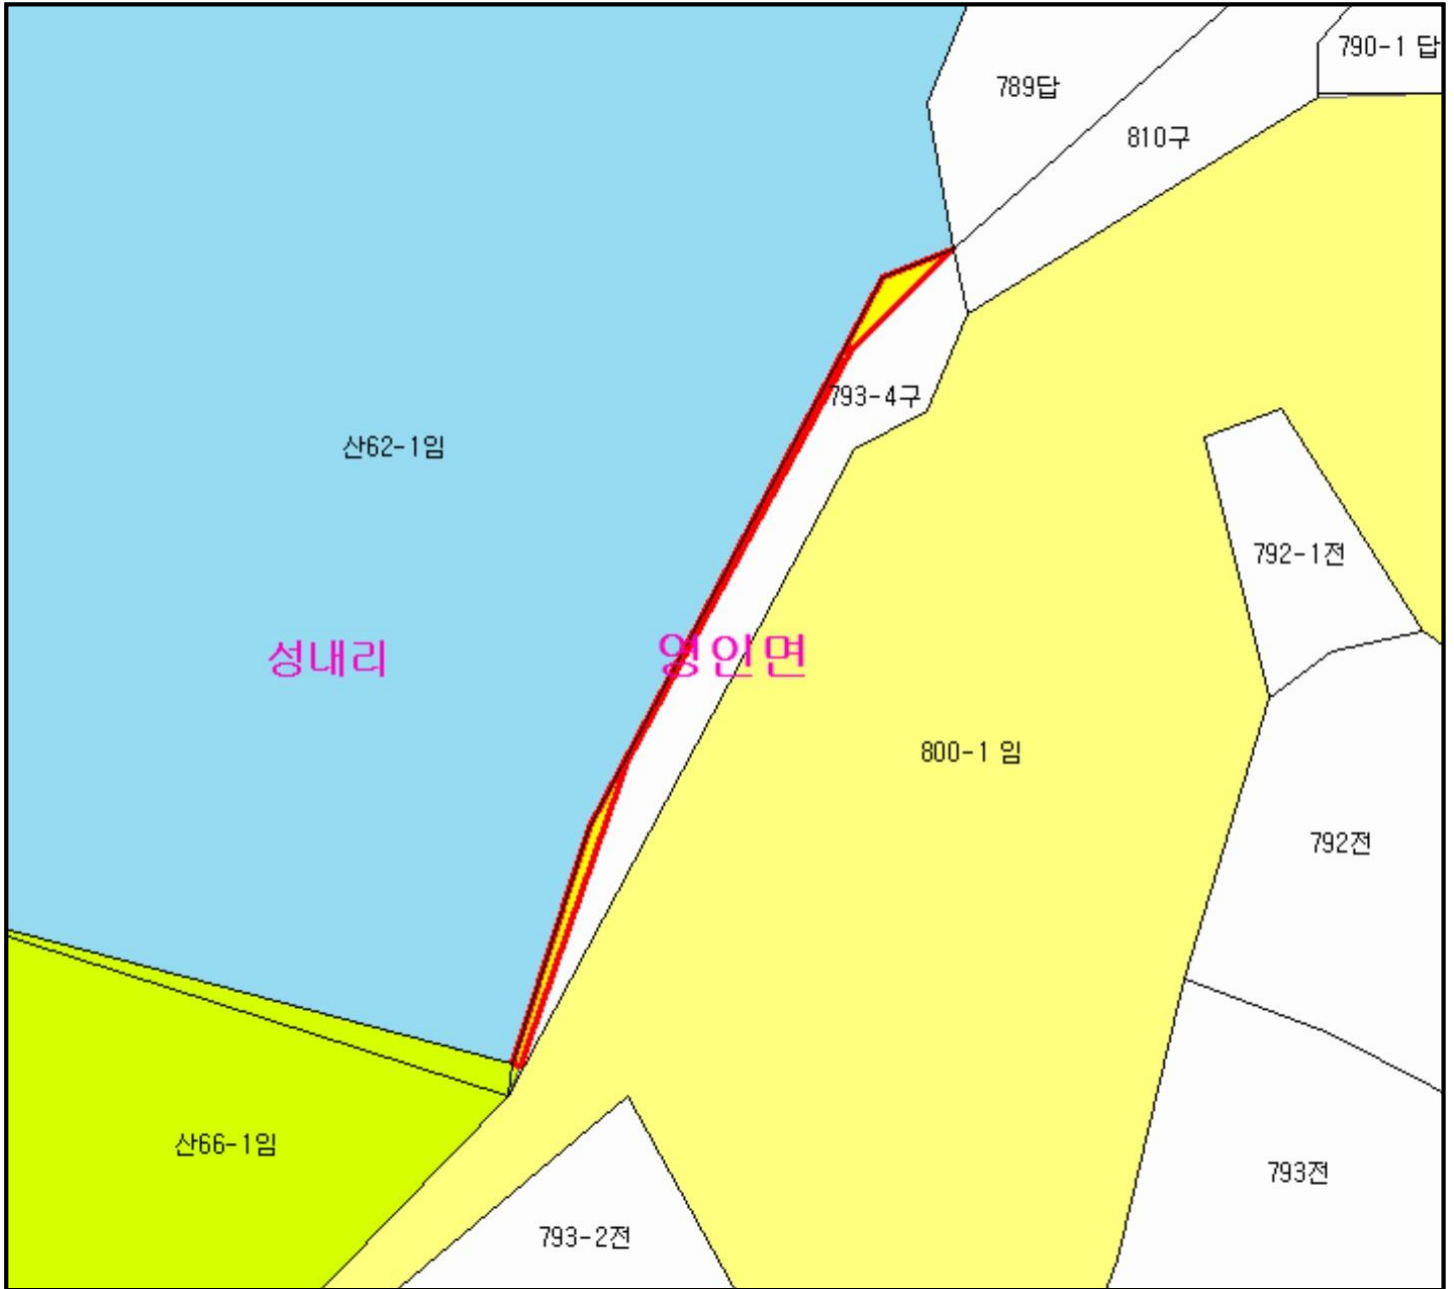 790-1 답
789답
810구
793-4구
산62-1임
792-1전
성내리
영인면
800-1 임
792전
산66-1임
793전
793-2전